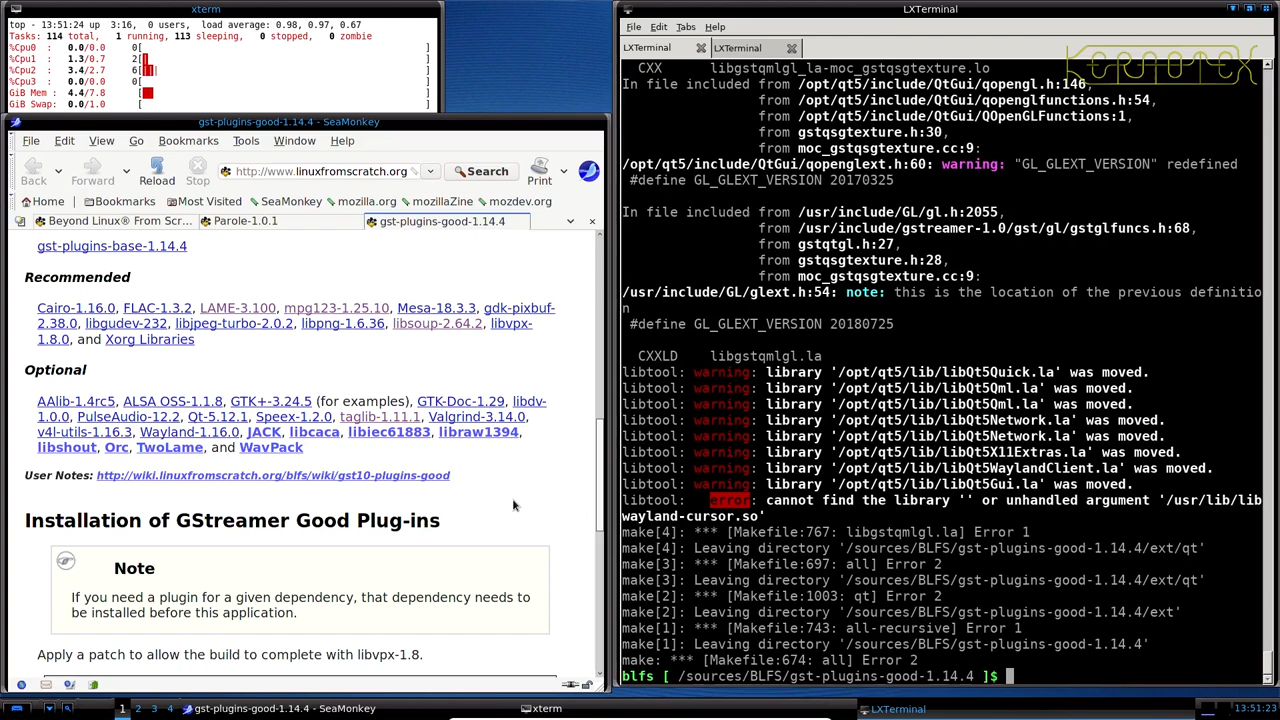 xterm
top - 13:51:24 up  3:16, 0 users,  load average: 0.98, 0.97, 0.67
Tasks: 114 total,   1 running, 113 sleeping,   0 stopped,   0 zombie
%Cpu0  :   0.0/0.0     0[
%Cpu1  :   1.3/0.7     2[
%Cpu2  :   3.4/2.7     6[
%Cpu3  :   0.0/0.0     0[
GiB Mem :  4.4/7.8      [
GiB Swap:  0.0/1.0      [
gst-plugins-good-1.14.4 - SeaMonkey
File Edit View Go Bookmarks Tools Window Help
Back Forward Reload Stop http://www.linuxfromscratch.org Search Print
Home Bookmarks Most Visited SeaMonkey mozilla.org mozillaZine mozdev.org
Beyond Linux® From Scr... Parole-1.0.1 gst-plugins-good-1.14.4
gst-plugins-base-1.14.4
Recommended
Cairo-1.16.0, FLAC-1.3.2, LAME-3.100, mpg123-1.25.10, Mesa-18.3.3, gdk-pixbuf-
2.38.0, libgudev-232, libjpeg-turbo-2.0.2, libpng-1.6.36, libsoup-2.64.2, libvpx-
1.8.0, and Xorg Libraries
Optional
AAlib-1.4rc5, ALSA OSS-1.1.8, GTK+-3.24.5 (for examples), GTK-Doc-1.29, libdv-
1.0.0, PulseAudio-12.2, Qt-5.12.1, Speex-1.2.0, taglib-1.11.1, Valgrind-3.14.0,
v4l-utils-1.16.3, Wayland-1.16.0, JACK, libcaca, libiec61883, libraw1394,
libshout, Orc, TwoLame, and WavPack
User Notes: http://wiki.linuxfromscratch.org/blfs/wiki/gst10-plugins-good
Installation of GStreamer Good Plug-ins
Note
If you need a plugin for a given dependency, that dependency needs to
be installed before this application.
Apply a patch to allow the build to complete with libvpx-1.8.
LXTerminal
File Edit Tabs Help
LXTerminal LXTerminal
KERNOTEX
  CXX      libgstqmlgl_la-moc_gstqsgtexture.lo
In file included from /opt/qt5/include/QtGui/qopengl.h:146,
                 from /opt/qt5/include/QtGui/qopenglfunctions.h:54,
                 from /opt/qt5/include/QtGui/QOpenGLFunctions:1,
                 from gstqsgtexture.h:30,
                 from moc_gstqsgtexture.cc:9:
/opt/qt5/include/QtGui/qopenglext.h:60: warning: "GL_GLEXT_VERSION" redefined
 #define GL_GLEXT_VERSION 20170325
In file included from /usr/include/GL/gl.h:2055,
                 from /usr/include/gstreamer-1.0/gst/gl/gstglfuncs.h:68,
                 from gstqtgl.h:27,
                 from gstqsgtexture.h:28,
                 from moc_gstqsgtexture.cc:9:
/usr/include/GL/glext.h:54: note: this is the location of the previous definitio
n
 #define GL_GLEXT_VERSION 20180725
  CXXLD    libgstqmlgl.la
libtool: warning: library '/opt/qt5/lib/libQt5Quick.la' was moved.
libtool: warning: library '/opt/qt5/lib/libQt5Qml.la' was moved.
libtool: warning: library '/opt/qt5/lib/libQt5Qml.la' was moved.
libtool: warning: library '/opt/qt5/lib/libQt5Network.la' was moved.
libtool: warning: library '/opt/qt5/lib/libQt5Network.la' was moved.
libtool: warning: library '/opt/qt5/lib/libQt5X11Extras.la' was moved.
libtool: warning: library '/opt/qt5/lib/libQt5WaylandClient.la' was moved.
libtool: warning: library '/opt/qt5/lib/libQt5Gui.la' was moved.
libtool:   error: cannot find the library '' or unhandled argument '/usr/lib/lib
wayland-cursor.so'
make[4]: *** [Makefile:767: libgstqmlgl.la] Error 1
make[4]: Leaving directory '/sources/BLFS/gst-plugins-good-1.14.4/ext/qt'
make[3]: *** [Makefile:697: all] Error 2
make[3]: Leaving directory '/sources/BLFS/gst-plugins-good-1.14.4/ext/qt'
make[2]: *** [Makefile:1003: qt] Error 2
make[2]: Leaving directory '/sources/BLFS/gst-plugins-good-1.14.4/ext'
make[1]: *** [Makefile:743: all-recursive] Error 1
make[1]: Leaving directory '/sources/BLFS/gst-plugins-good-1.14.4'
make: *** [Makefile:674: all] Error 2
blfs [ /sources/BLFS/gst-plugins-good-1.14.4 ]$
1 2 3 4 gst-plugins-good-1.14.4 - SeaMonkey xterm LXTerminal 13:51:23